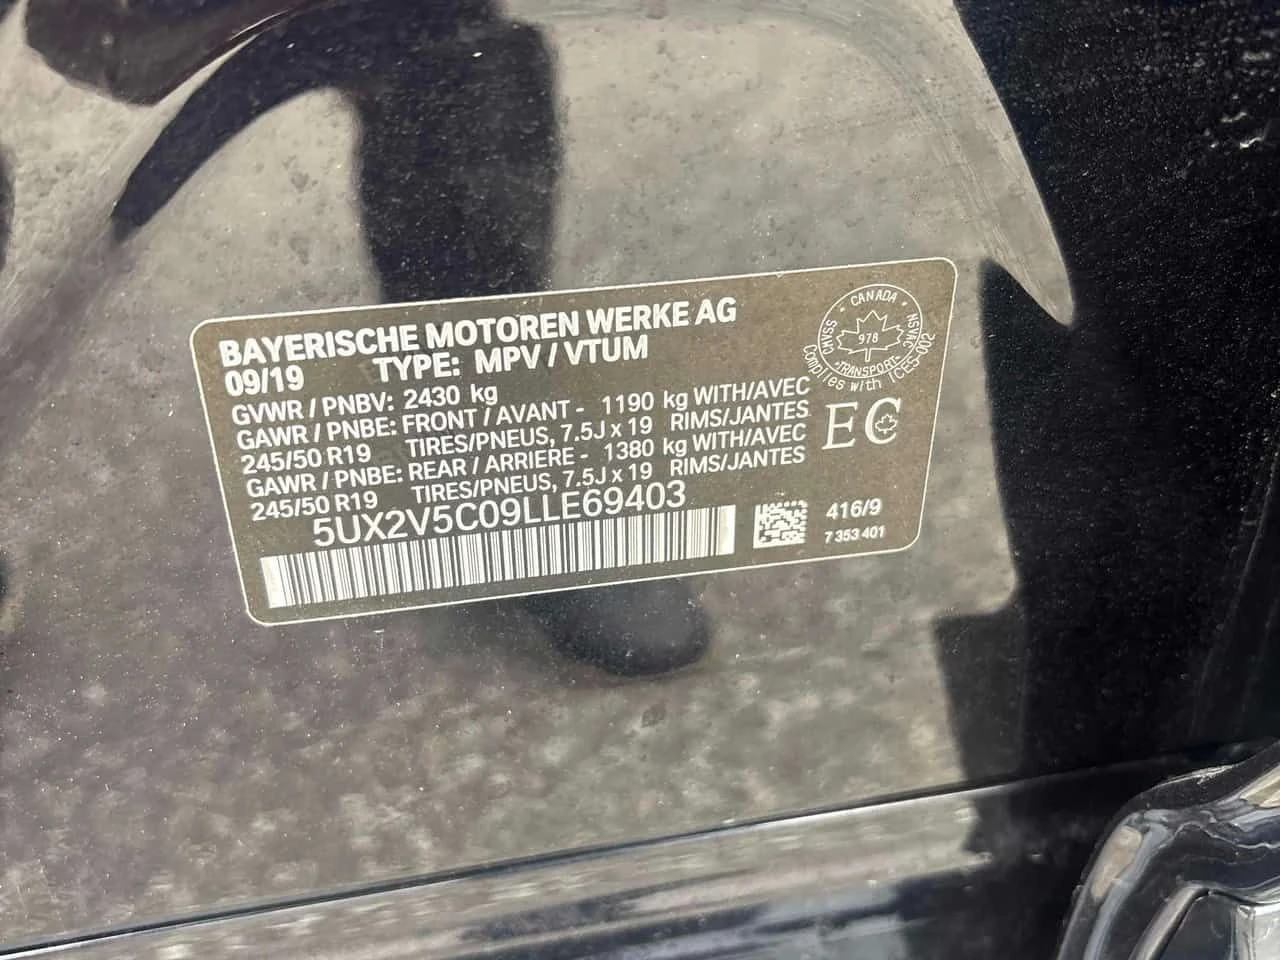 BAYERISCHE MOTOREN WERKE AG
09/19 TYPE: MPV / VTUM
GVWR / PNBV: 2430 kg
GAWR / PNBE: FRONT / AVANT - 1190 kg WITH/AVEC
245/50 R19 TIRES/PNEUS, 7.5J x 19 RIMS/JANTES
GAWR / PNBE: REAR / ARRIERE - 1380 kg WITH/AVEC
245/50 R19 TIRES/PNEUS, 7.5J x 19 RIMS/JANTES
5UX2V5C09LLE69403
CANADA
CMVSS
NSVAC
978
TRANSPORT
Complies with ICES-002
EC
416/9
7 353 401